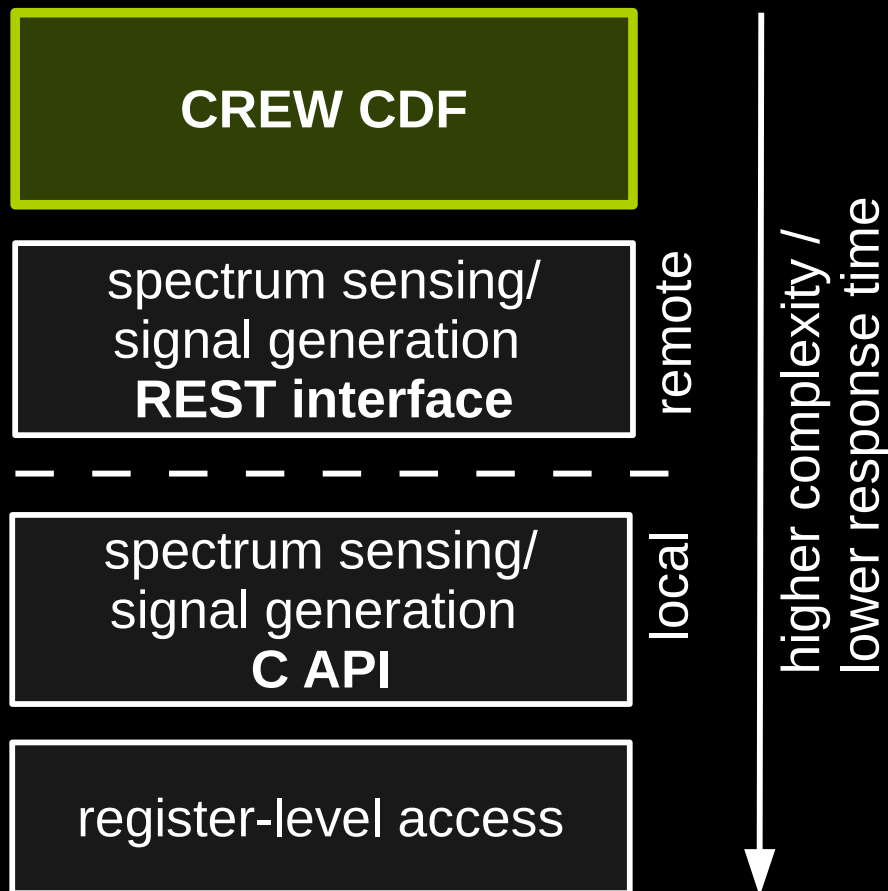 CREW CDF
spectrum sensing/
signal generation
REST interface
remote
spectrum sensing/
signal generation
C API
local
register-level access
higher complexity /
lower response time